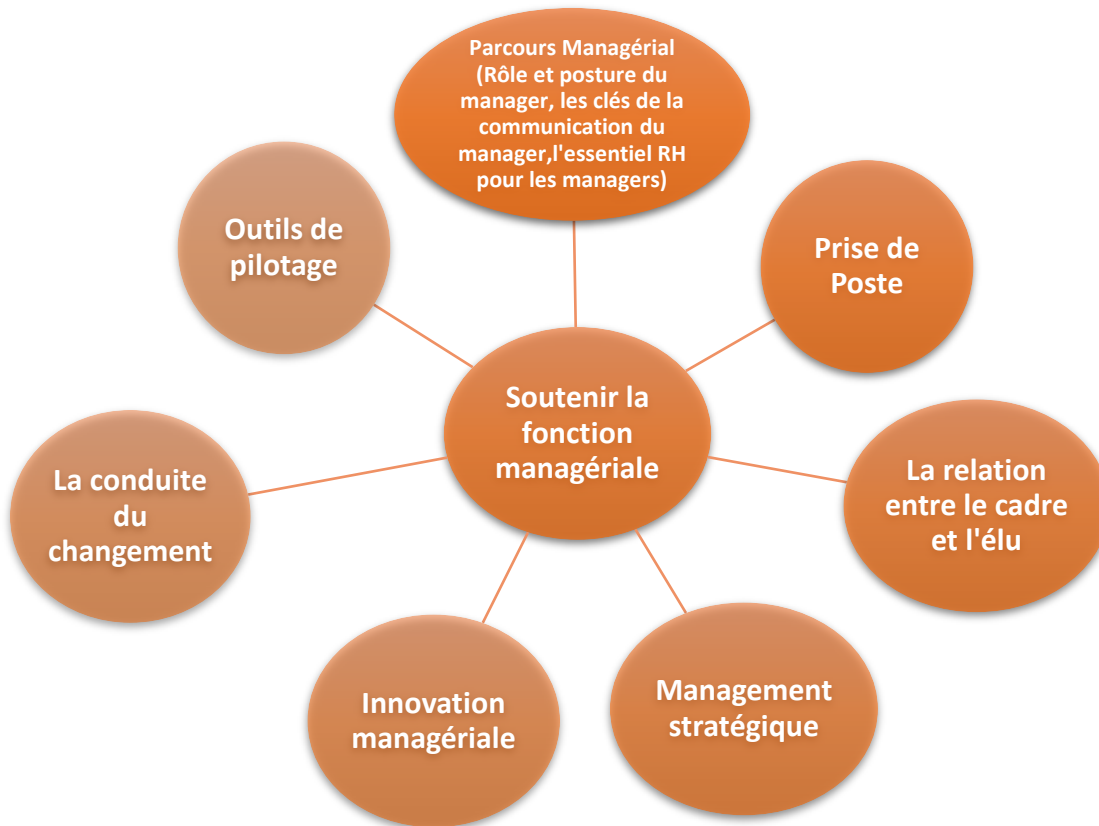 Parcours Managérial
(Rôle et posture du
manager, les clés de la
communication du
manager,l'essentiel RH
pour les managers)
Prise de
Poste
La relation
entre le cadre
et l'élu
Management
stratégique
Innovation
managériale
La conduite
du
changement
Outils de
pilotage
Soutenir la
fonction
managériale